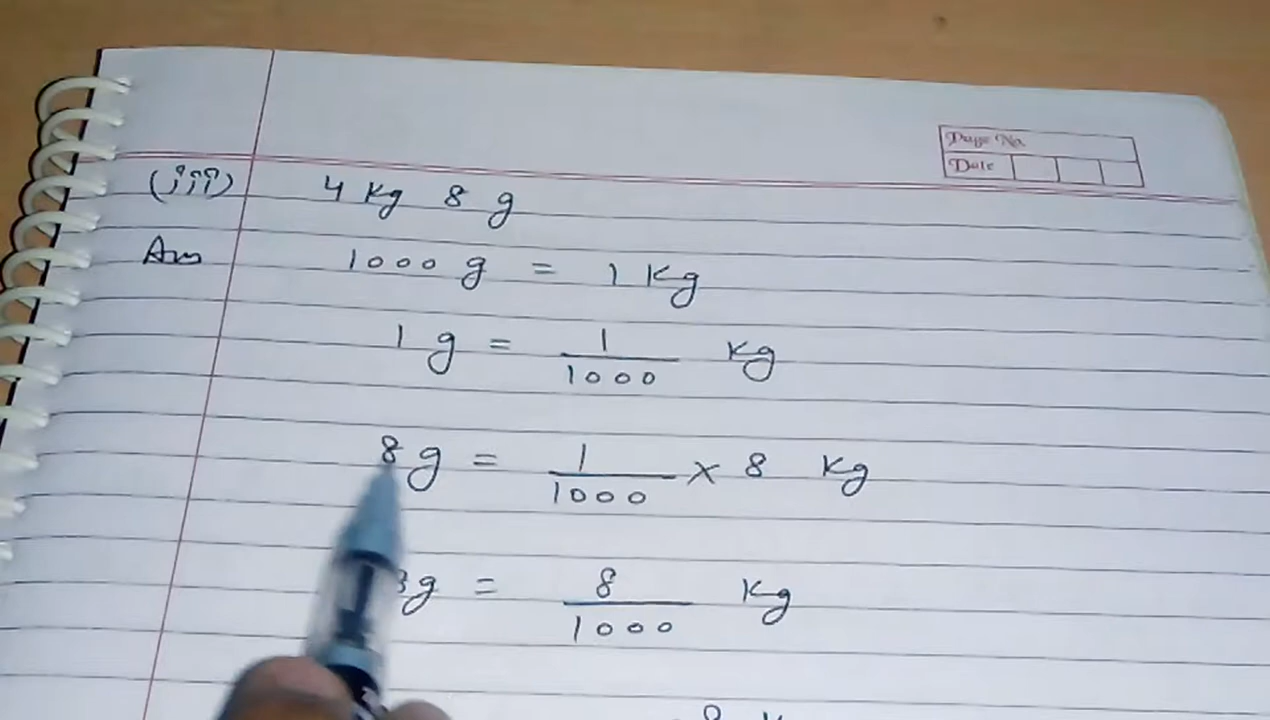 Page No.
Date
(iii) 4 kg 8 g
Ans 1000 g = 1 kg
1 g = 1/1000 kg
8 g = 1/1000 × 8 kg
8g = 8/1000 kg